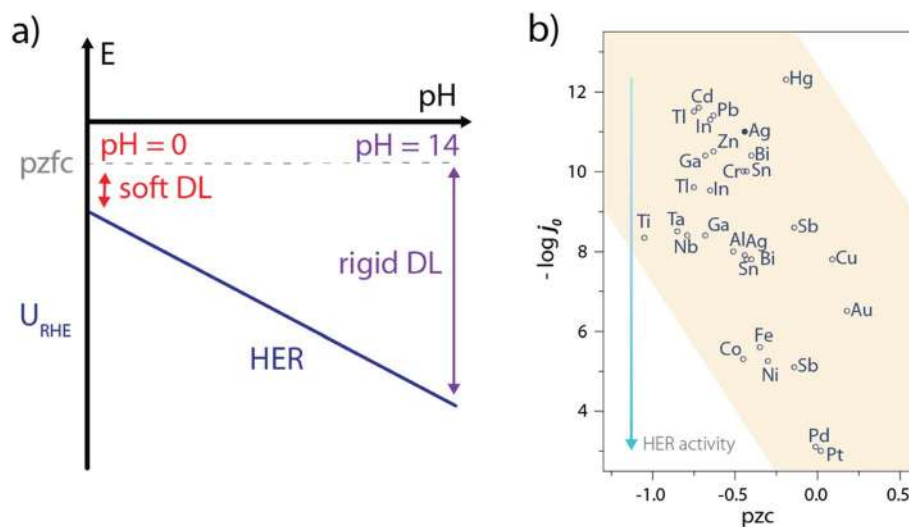 a)
E
pH
pH = 0
pH = 14
pzfc
soft DL
rigid DL
U_RHE
HER
b)
12
10
8
6
4
- log j₀
-1.0
-0.5
0.0
0.5
pzc
Hg
Cd
Pb
Tl
In
Ag
Zn
Ga
Bi
Cr
Sn
Tl
In
Ti
Ta
Nb
Ga
Al
Ag
Sn
Bi
Sb
Cu
Au
Fe
Co
Ni
Sb
Pd
Pt
HER activity